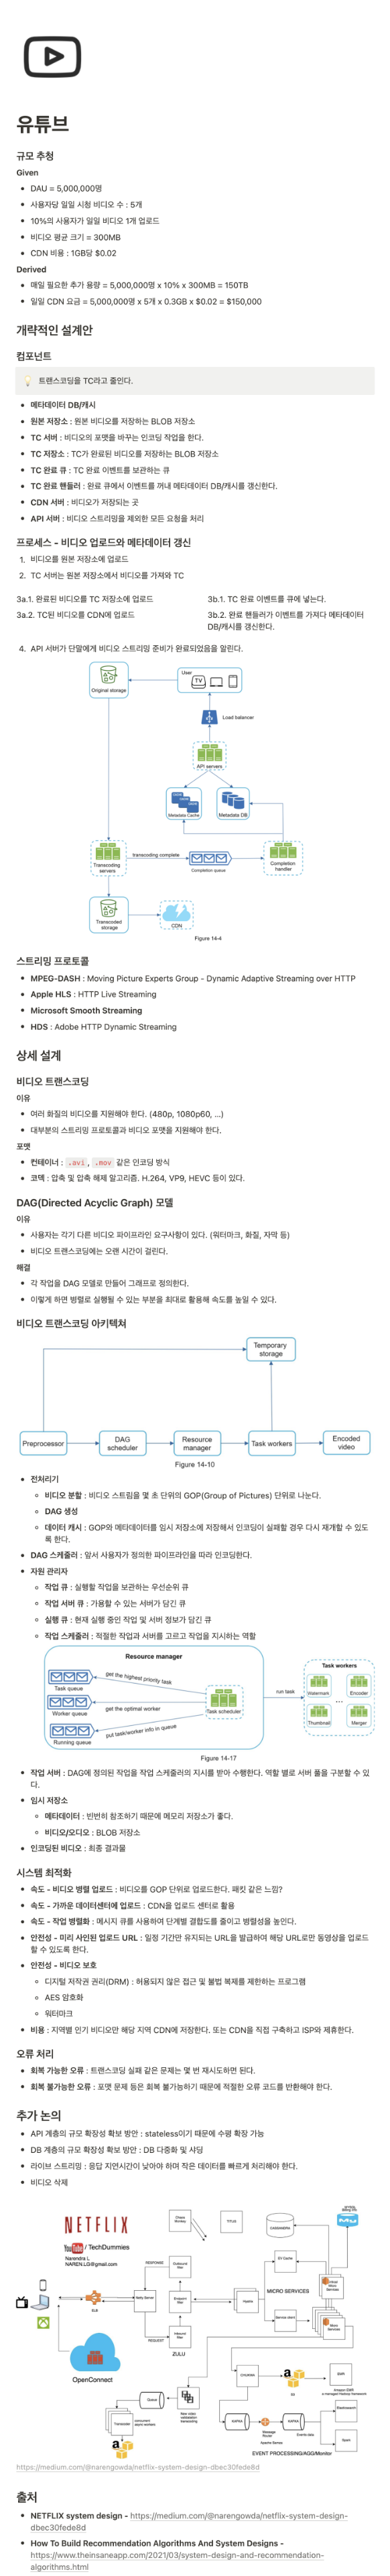 유튜브
규모 추청
Given
DAU = 5,000,000명
사용자당 일일 시청 비디오 수 : 5개
10%의 사용자가 일일 비디오 1개 업로드
비디오 평균 크기 = 300MB
CDN 비용 : 1GB당 $0.02
Derived
매일 필요한 추가 용량 = 5,000,000명 x 10% x 300MB = 150TB
일일 CDN 요금 = 5,000,000명 x 5개 x 0.3GB x $0.02 = $150,000
개략적인 설계안
컴포넌트
트랜스코딩을 TC라고 줄인다.
메타데이터 DB/캐시
원본 저장소 : 원본 비디오를 저장하는 BLOB 저장소
TC 서버 : 비디오의 포맷을 바꾸는 인코딩 작업을 한다.
TC 저장소 : TC가 완료된 비디오를 저장하는 BLOB 저장소
TC 완료 큐 : TC 완료 이벤트를 보관하는 큐
TC 완료 핸들러 : 완료 큐에서 이벤트를 꺼내 메타데이터 DB/캐시를 갱신한다.
CDN 서버 : 비디오가 저장되는 곳
API 서버 : 비디오 스트리밍을 제외한 모든 요청을 처리
프로세스 - 비디오 업로드와 메타데이터 갱신
1. 비디오를 원본 저장소에 업로드
2. TC 서버는 원본 저장소에서 비디오를 가져와 TC
3a.1. 완료된 비디오를 TC 저장소에 업로드
3a.2. TC된 비디오를 CDN에 업로드
3b.1. TC 완료 이벤트를 큐에 넣는다.
3b.2. 완료 핸들러가 이벤트를 가져다 메타데이터
DB/캐시를 갱신한다.
4. API 서버가 단말에게 비디오 스트리밍 준비가 완료되었음을 알린다.
Original storage
User
TV
Load balancer
API servers
Metadata Cache
Metadata DB
Transcoding
servers
transcoding complete
Completion queue
Completion
handler
Transcoded
storage
CDN
Figure 14-4
스트리밍 프로토콜
MPEG-DASH : Moving Picture Experts Group - Dynamic Adaptive Streaming over HTTP
Apple HLS : HTTP Live Streaming
Microsoft Smooth Streaming
HDS : Adobe HTTP Dynamic Streaming
상세 설계
비디오 트랜스코딩
이유
여러 화질의 비디오를 지원해야 한다. (480p, 1080p60, ...)
대부분의 스트리밍 프로토콜과 비디오 포맷을 지원해야 한다.
포맷
컨테이너 : .avi , .mov 같은 인코딩 방식
코덱 : 압축 및 압축 해제 알고리즘. H.264, VP9, HEVC 등이 있다.
DAG(Directed Acyclic Graph) 모델
이유
사용자는 각기 다른 비디오 파이프라인 요구사항이 있다. (워터마크, 화질, 자막 등)
비디오 트랜스코딩에는 오랜 시간이 걸린다.
해결
각 작업을 DAG 모델로 만들어 그래프로 정의한다.
이렇게 하면 병렬로 실행될 수 있는 부분을 최대로 활용해 속도를 높일 수 있다.
비디오 트랜스코딩 아키텍쳐
Temporary
storage
Preprocessor
DAG
scheduler
Resource
manager
Task workers
Encoded
video
Figure 14-10
전처리기
비디오 분할 : 비디오 스트림을 몇 초 단위의 GOP(Group of Pictures) 단위로 나눈다.
DAG 생성
데이터 캐시 : GOP와 메타데이터를 임시 저장소에 저장해서 인코딩이 실패할 경우 다시 재개할 수 있도
록 한다.
DAG 스케줄러 : 앞서 사용자가 정의한 파이프라인을 따라 인코딩한다.
자원 관리자
작업 큐 : 실행할 작업을 보관하는 우선순위 큐
작업 서버 큐 : 가용할 수 있는 서버가 담긴 큐
실행 큐 : 현재 실행 중인 작업 및 서버 정보가 담긴 큐
작업 스케줄러 : 적절한 작업과 서버를 고르고 작업을 지시하는 역할
Resource manager
Task queue
get the highest priority task
Worker queue
get the optimal worker
Running queue
put task/worker info in queue
Task scheduler
run task
Task workers
Watermark
Encoder
...
Thumbnail
Merger
Figure 14-17
작업 서버 : DAG에 정의된 작업을 작업 스케줄러의 지시를 받아 수행한다. 역할 별로 서버 풀을 구분할 수 있
다.
임시 저장소
메타데이터 : 빈번히 참조하기 때문에 메모리 저장소가 좋다.
비디오/오디오 : BLOB 저장소
인코딩된 비디오 : 최종 결과물
시스템 최적화
속도 - 비디오 병렬 업로드 : 비디오를 GOP 단위로 업로드한다. 패킷 같은 느낌?
속도 - 가까운 데이터센터에 업로드 : CDN을 업로드 센터로 활용
속도 - 작업 병렬화 : 메시지 큐를 사용하여 단계별 결합도를 줄이고 병렬성을 높인다.
안전성 - 미리 사인된 업로드 URL : 일정 기간만 유지되는 URL을 발급하여 해당 URL로만 동영상을 업로드
할 수 있도록 한다.
안전성 - 비디오 보호
디지털 저작권 권리(DRM) : 허용되지 않은 접근 및 불법 복제를 제한하는 프로그램
AES 암호화
워터마크
비용 : 지역별 인기 비디오만 해당 지역 CDN에 저장한다. 또는 CDN을 직접 구축하고 ISP와 제휴한다.
오류 처리
회복 가능한 오류 : 트랜스코딩 실패 같은 문제는 몇 번 재시도하면 된다.
회복 불가능한 오류 : 포맷 문제 등은 회복 불가능하기 때문에 적절한 오류 코드를 반환해야 한다.
추가 논의
API 계층의 규모 확장성 확보 방안 : stateless이기 때문에 수평 확장 가능
DB 계층의 규모 확장성 확보 방안 : DB 다중화 및 샤딩
라이브 스트리밍 : 응답 지연시간이 낮아야 하며 작은 데이터를 빠르게 처리해야 한다.
비디오 삭제
NETFLIX
YouTube / TechDummies
Narendra L
NAREN.LG@gmail.com
TITUS
CASSANDRA
EV Cache
MICRO SERVICES
RESPONSE
REQUEST
ELB
ZUUL
OpenConnect
S3
EMR
KAFKA
KAFKA
EVENT PROCESSING/AGG/Monitor
https://medium.com/@narengowda/netflix-system-design-dbec30fede8d
출처
NETFLIX system design - https://medium.com/@narengowda/netflix-system-design-
dbec30fede8d
How To Build Recommendation Algorithms And System Designs -
https://www.theinsaneapp.com/2021/03/system-design-and-recommendation-
algorithms.html